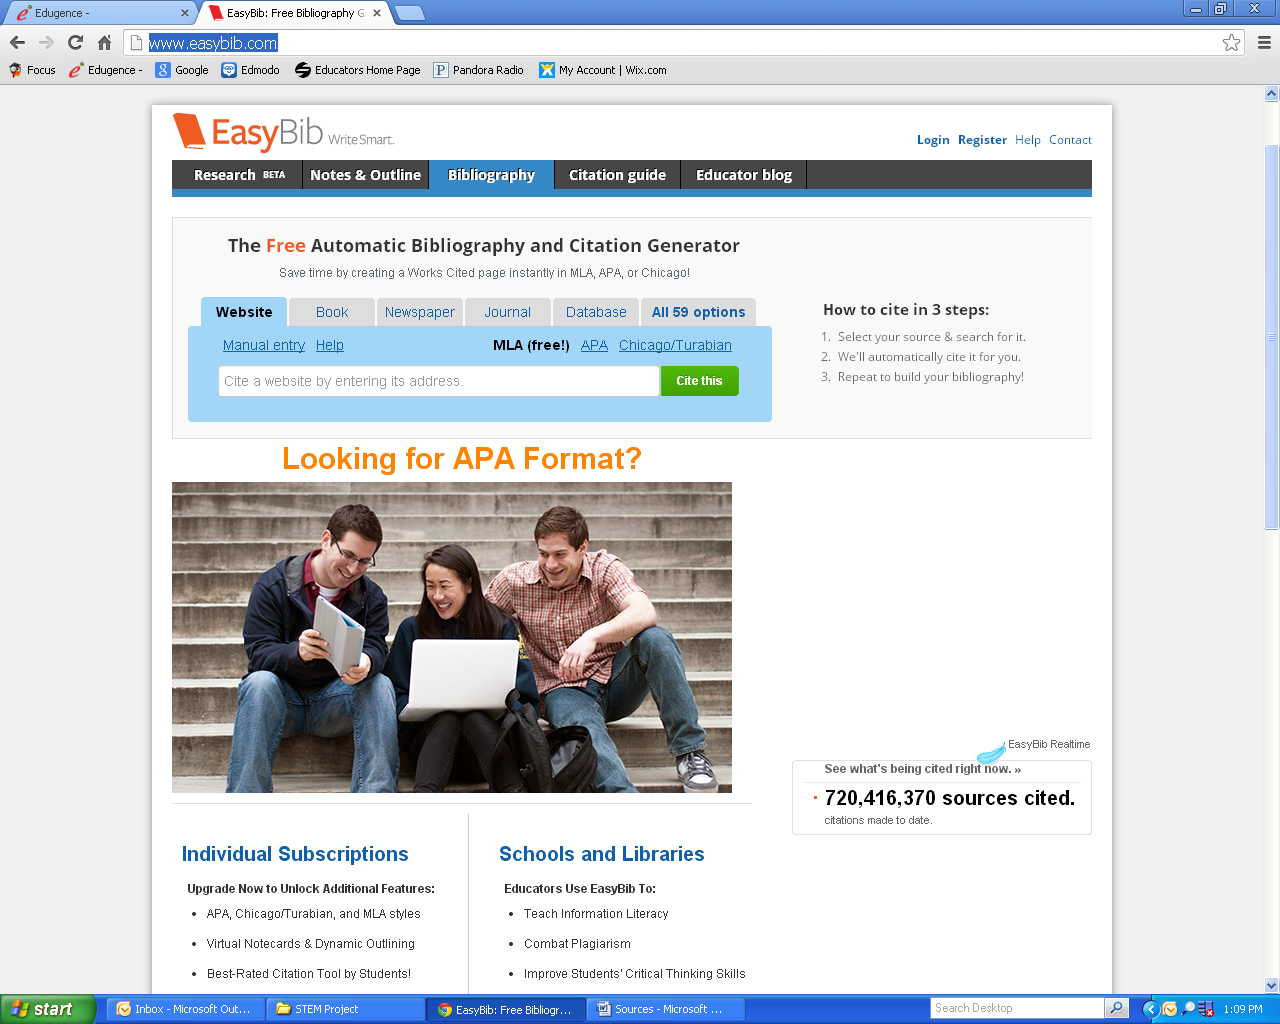 Edugence -
EasyBib: Free Bibliography G
www.easybib.com
Focus Edugence - Google Edmodo Educators Home Page Pandora Radio My Account | Wix.com
EasyBib Write Smart.
Login Register Help Contact
Research BETA Notes & Outline Bibliography Citation guide Educator blog
The Free Automatic Bibliography and Citation Generator
Save time by creating a Works Cited page instantly in MLA, APA, or Chicago!
Website Book Newspaper Journal Database All 59 options
Manual entry Help MLA (free!) APA Chicago/Turabian
Cite a website by entering its address. Cite this
How to cite in 3 steps:
1. Select your source & search for it.
2. We'll automatically cite it for you.
3. Repeat to build your bibliography!
Looking for APA Format?
EasyBib Realtime
See what's being cited right now. »
720,416,370 sources cited.
citations made to date.
Individual Subscriptions
Upgrade Now to Unlock Additional Features:
• APA, Chicago/Turabian, and MLA styles
• Virtual Notecards & Dynamic Outlining
• Best-Rated Citation Tool by Students!
Schools and Libraries
Educators Use EasyBib To:
• Teach Information Literacy
• Combat Plagiarism
• Improve Students' Critical Thinking Skills
start Inbox - Microsoft Out... STEM Project EasyBib: Free Bibliogr... Sources - Microsoft ... Search Desktop 1:09 PM